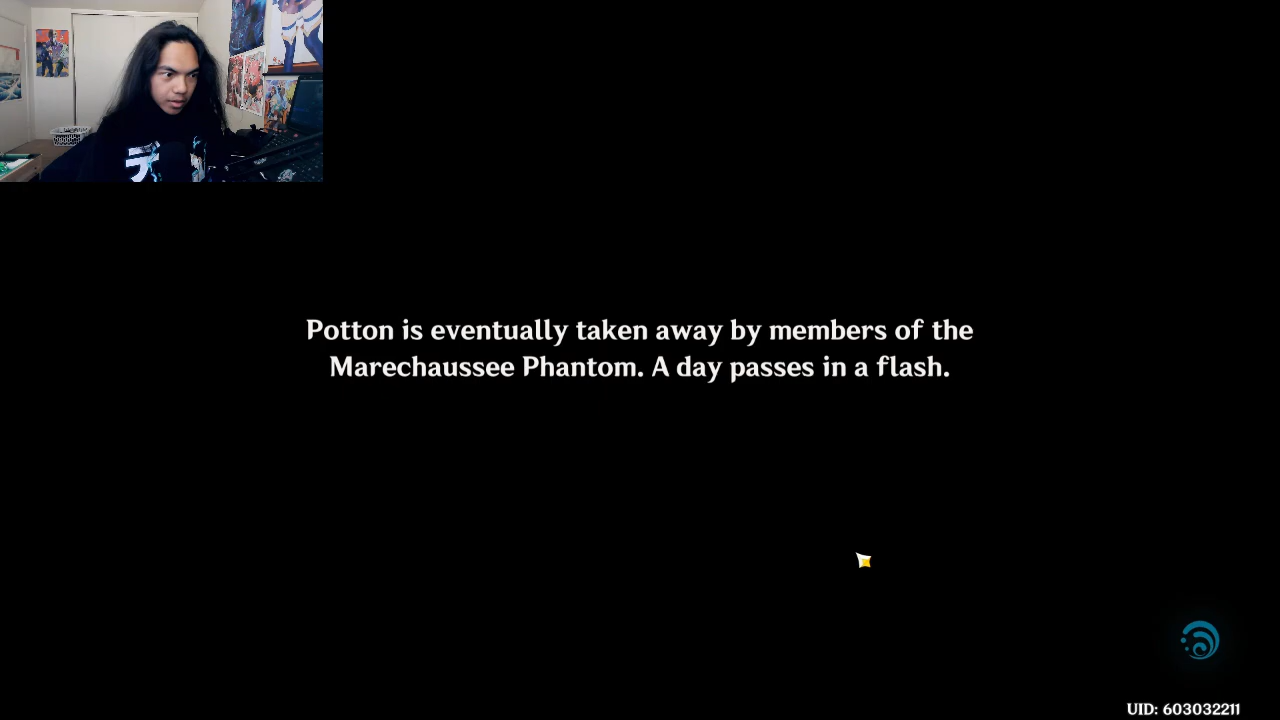 Potton is eventually taken away by members of the
Marechaussee Phantom. A day passes in a flash.
UID: 603032211